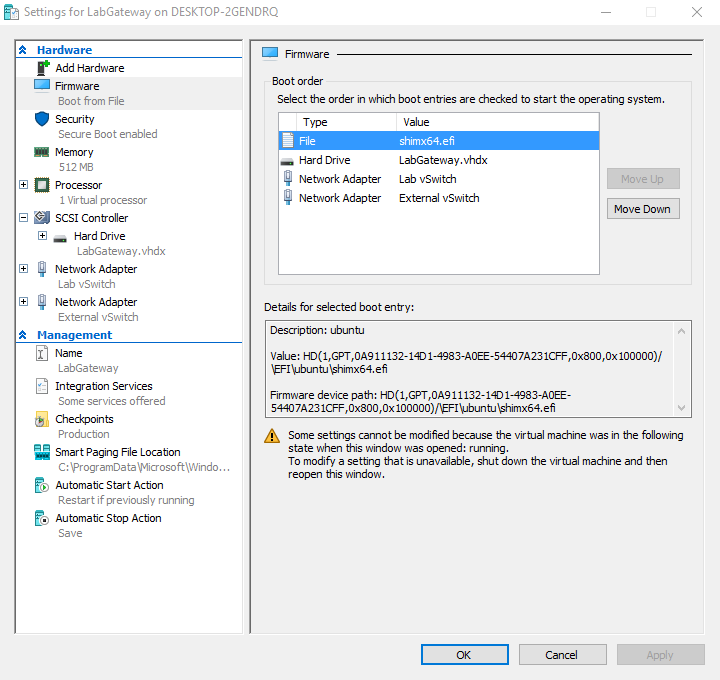 Settings for LabGateway on DESKTOP-2GENDRQ
Hardware
Add Hardware
Firmware
Boot from File
Security
Secure Boot enabled
Memory
512 MB
Processor
1 Virtual processor
SCSI Controller
Hard Drive
LabGateway.vhdx
Network Adapter
Lab vSwitch
Network Adapter
External vSwitch
Management
Name
LabGateway
Integration Services
Some services offered
Checkpoints
Production
Smart Paging File Location
C:\ProgramData\Microsoft\Windo...
Automatic Start Action
Restart if previously running
Automatic Stop Action
Save
Firmware
Boot order
Select the order in which boot entries are checked to start the operating system.
Type Value
File shimx64.efi
Hard Drive LabGateway.vhdx
Network Adapter Lab vSwitch
Network Adapter External vSwitch
Move Up
Move Down
Details for selected boot entry:
Description: ubuntu
Value: HD(1,GPT,0A911132-14D1-4983-A0EE-54407A231CFF,0x800,0x100000)/
\EFI\ubuntu\shimx64.efi
Firmware device path: HD(1,GPT,0A911132-14D1-4983-A0EE-
54407A231CFF,0x800,0x100000)/\EFI\ubuntu\shimx64.efi
Some settings cannot be modified because the virtual machine was in the following
state when this window was opened: running.
To modify a setting that is unavailable, shut down the virtual machine and then
reopen this window.
OK
Cancel
Apply